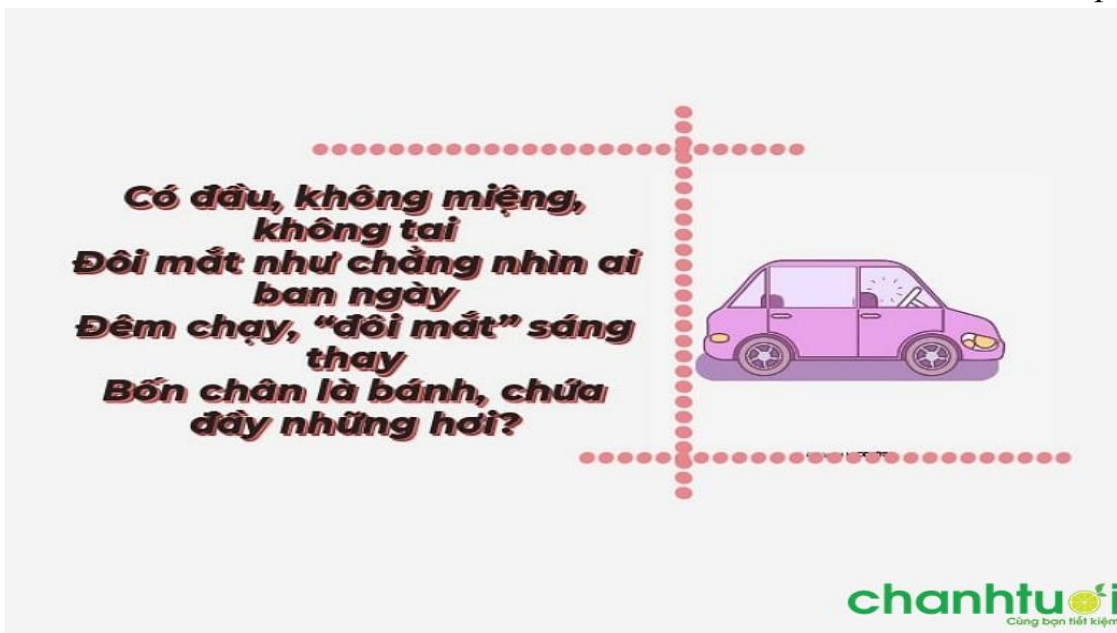 Có đầu, không miệng,
không tai
Đôi mắt như chẳng nhìn ai
ban ngày
Đêm chạy, “đôi mắt” sáng
thay
Bốn chân là bánh, chứa
đầy những hơi?
chanhtươi
Cùng bạn tiết kiệm